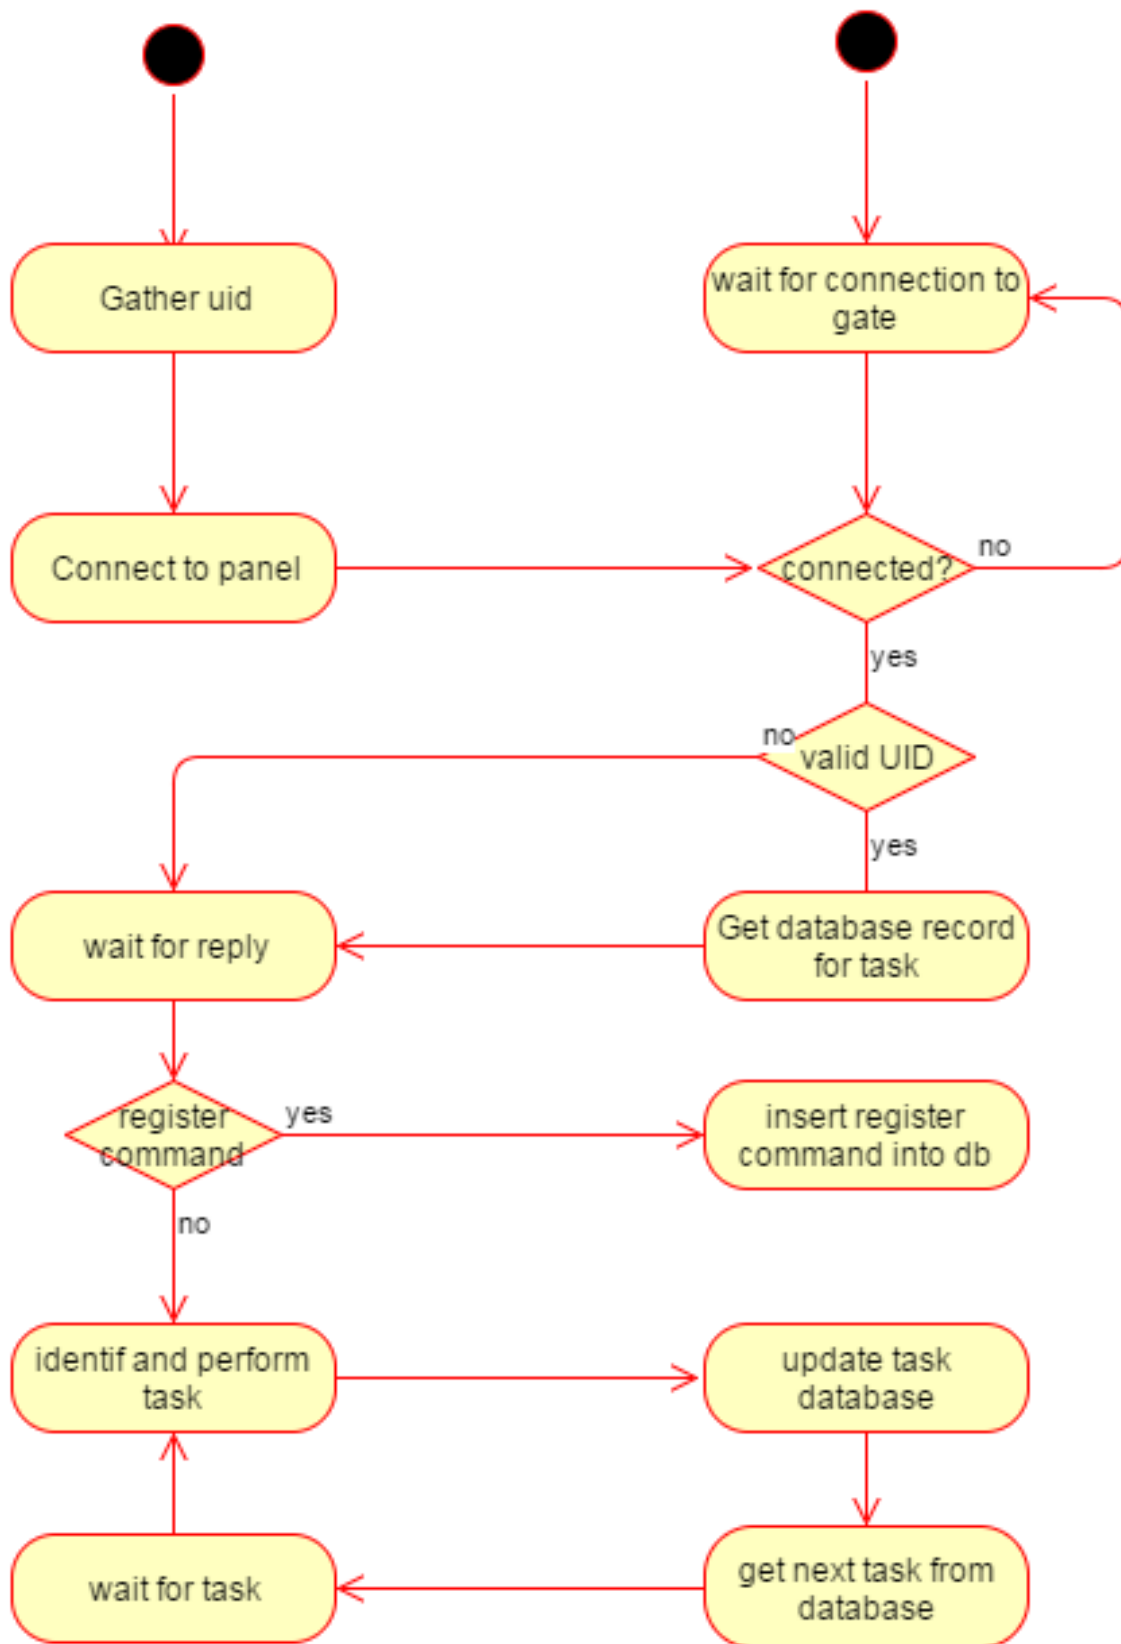 Gather uid
wait for connection to
gate
Connect to panel
connected?
no
yes
no
valid UID
yes
wait for reply
Get database record
for task
register
command
yes
insert register
command into db
no
identif and perform
task
update task
database
wait for task
get next task from
database